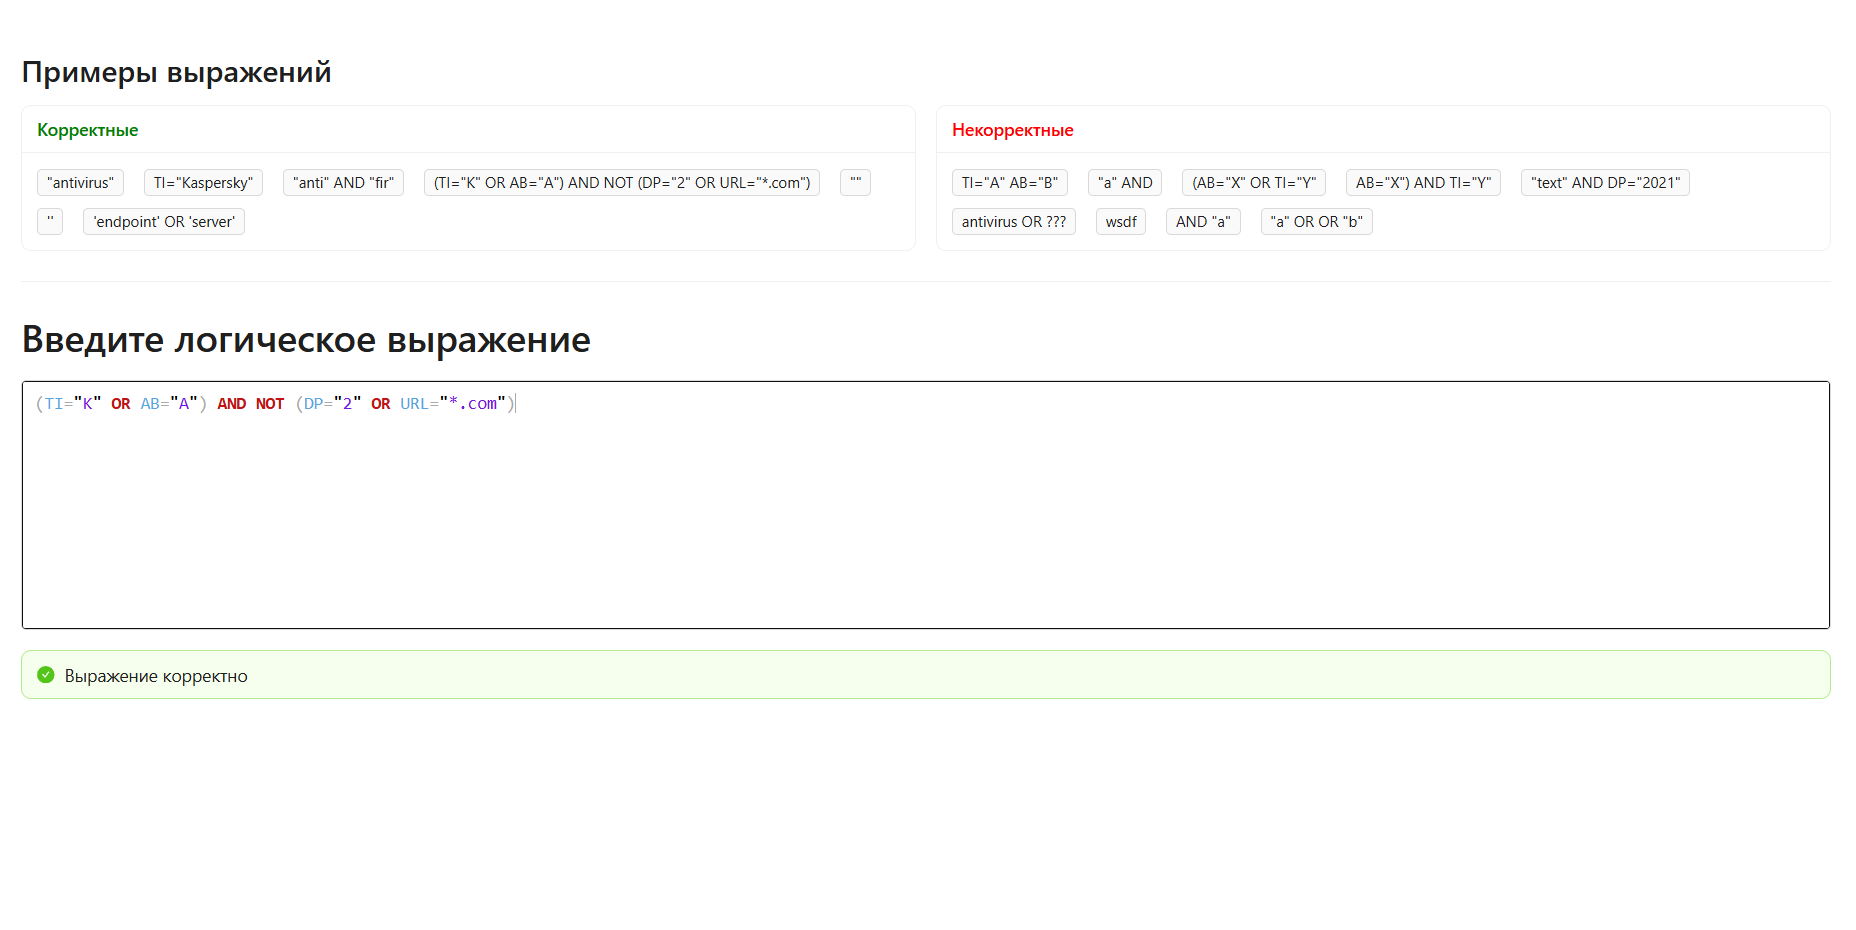 Примеры выражений
Корректные
"antivirus" TI="Kaspersky" "anti" AND "fir" (TI="K" OR AB="A") AND NOT (DP="2" OR URL="*.com") ""
'' 'endpoint' OR 'server'
Некорректные
TI="A" AB="B" "a" AND (AB="X" OR TI="Y" AB="X") AND TI="Y" "text" AND DP="2021"
antivirus OR ??? wsdf AND "a" "a" OR OR "b"
Введите логическое выражение
(TI="K" OR AB="A") AND NOT (DP="2" OR URL="*.com")
Выражение корректно